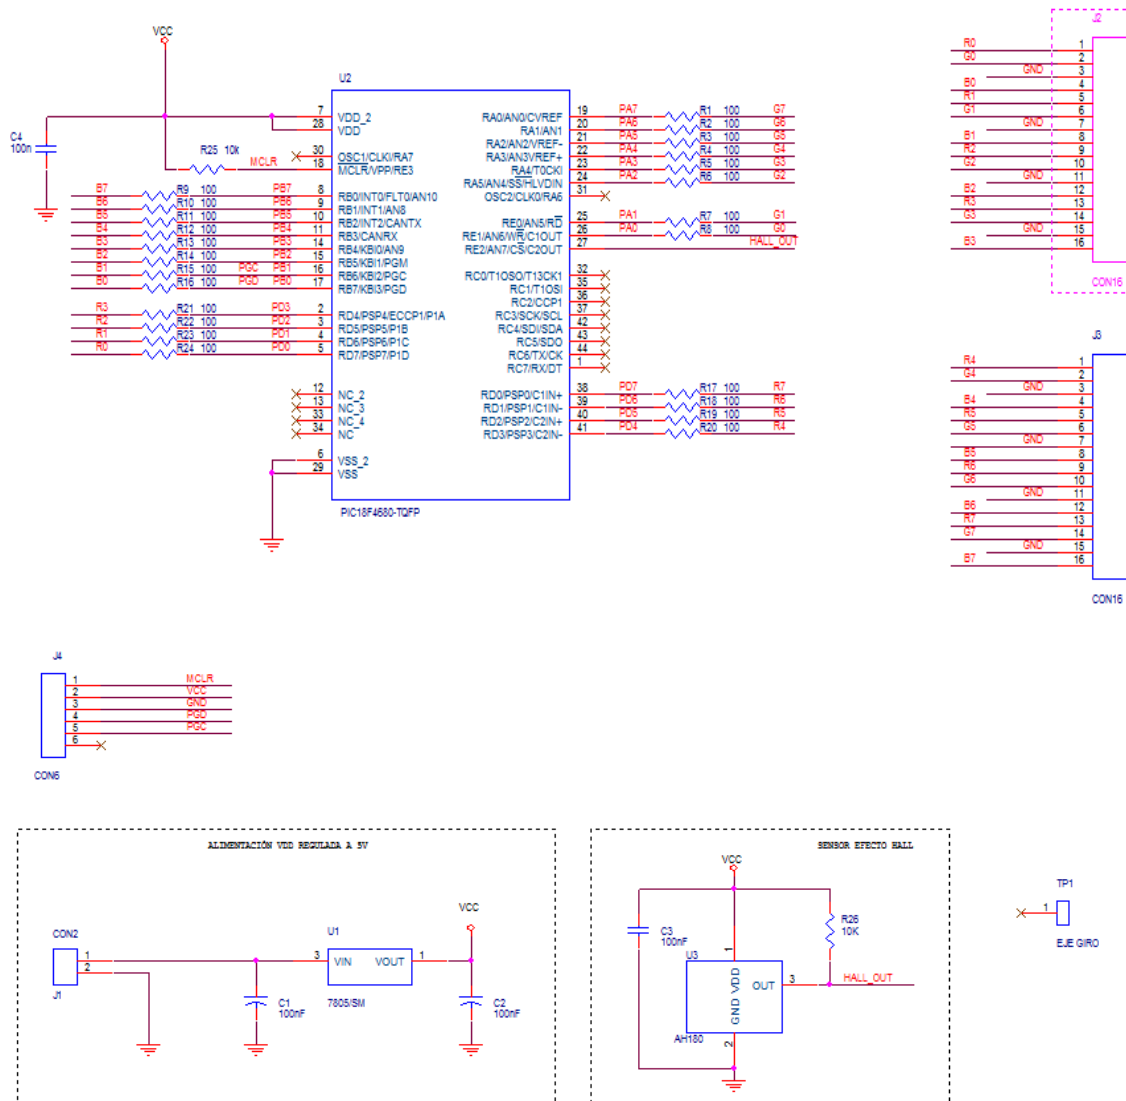 VCC
U2
C4
100n
R25 10k
MCLR
7 VDD_2
28 VDD
30 OSC1/CLKI/RA7
18 MCLR/VPP/RE3
B7 R9 100 PB7 8 RB0/INT0/FLT0/AN10
B6 R10 100 PB6 9 RB1/INT1/AN8
B5 R11 100 PB5 10 RB2/INT2/CANTX
B4 R12 100 PB4 11 RB3/CANRX
B3 R13 100 PB3 14 RB4/KBI0/AN9
B2 R14 100 PB2 15 RB5/KBI1/PGM
B1 R15 100 PGC PB1 16 RB6/KBI2/PGC
B0 R16 100 PGD PB0 17 RB7/KBI3/PGD
R3 R21 100 PD3 2 RD4/PSP4/ECCP1/P1A
R2 R22 100 PD2 3 RD5/PSP5/P1B
R1 R23 100 PD1 4 RD6/PSP6/P1C
R0 R24 100 PD0 5 RD7/PSP7/P1D
12 NC_2
13 NC_3
33 NC_4
34 NC
6 VSS_2
29 VSS
PIC18F4680-TQFP
RA0/AN0/CVREF 19 PA7 R1 100 G7
RA1/AN1 20 PA6 R2 100 G6
RA2/AN2/VREF- 21 PA5 R3 100 G5
RA3/AN3VREF+ 22 PA4 R4 100 G4
RA4/T0CKI 23 PA3 R5 100 G3
RA5/AN4/SS/HLVDIN 24 PA2 R6 100 G2
OSC2/CLK0/RA6 31
RE0/AN5/RD 25 PA1 R7 100 G1
RE1/AN6/WR/C1OUT 26 PA0 R8 100 G0
RE2/AN7/CS/C2OUT 27 HALL_OUT
RC0/T1OSO/T13CK1 32
RC1/T1OSI 35
RC2/CCP1 36
RC3/SCK/SCL 37
RC4/SDI/SDA 42
RC5/SDO 43
RC6/TX/CK 44
RC7/RX/DT 1
RD0/PSP0/C1IN+ 38 PD7 R17 100 R7
RD1/PSP1/C1IN- 39 PD6 R18 100 R6
RD2/PSP2/C2IN+ 40 PD5 R19 100 R5
RD3/PSP3/C2IN- 41 PD4 R20 100 R4
J2
R0 1
G0 2
GND 3
B0 4
R1 5
G1 6
GND 7
B1 8
R2 9
G2 10
GND 11
B2 12
R3 13
G3 14
GND 15
B3 16
CON16
J3
R4 1
G4 2
GND 3
B4 4
R5 5
G5 6
GND 7
B5 8
R6 9
G6 10
GND 11
B6 12
R7 13
G7 14
GND 15
B7 16
CON16
J4
1 MCLR
2 VCC
3 GND
4 PGD
5 PGC
6
CON6
ALIMENTACIÓN VDD REGULADA A 5V
CON2
1
2
J1
C1
100nF
U1
3 VIN VOUT 1
7805/SM
VCC
C2
100nF
SENSOR EFECTO HALL
VCC
C3
100nF
R26
10K
U3
1
GND VDD
OUT 3 HALL_OUT
AH180
2
TP1
1
EJE GIRO